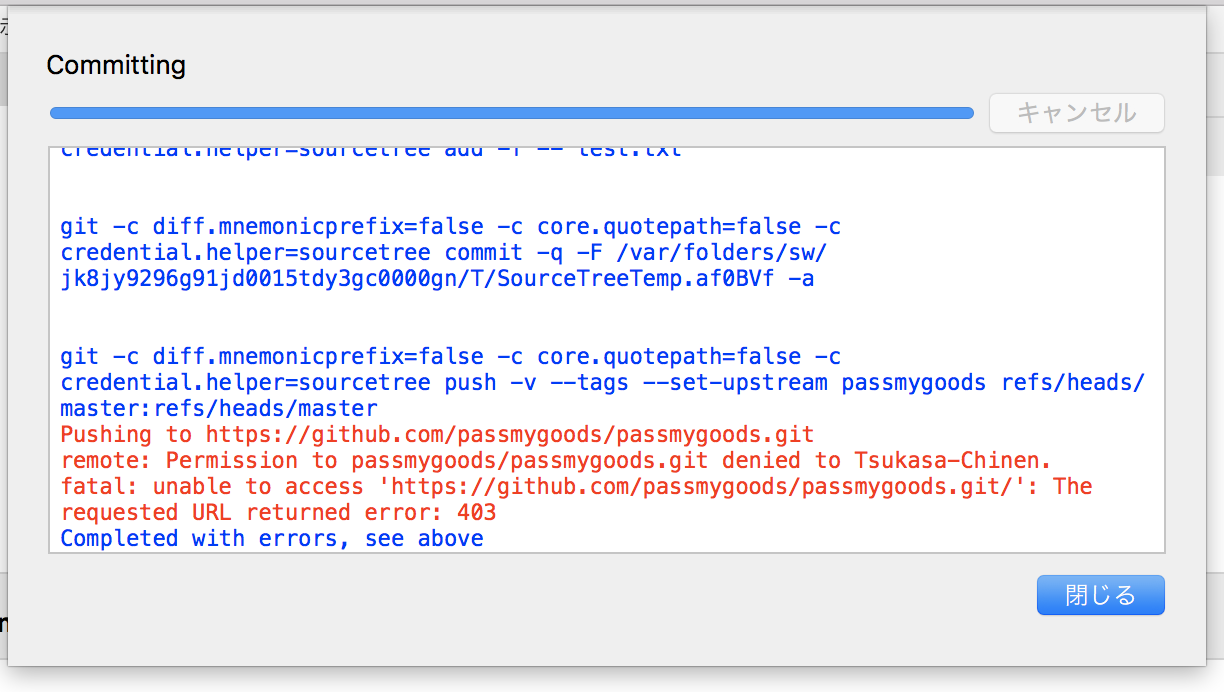 Committing
キャンセル
credential.helper=sourcetree add -f -- test.txt
git -c diff.mnemonicprefix=false -c core.quotepath=false -c
credential.helper=sourcetree commit -q -F /var/folders/sw/
jk8jy9296g91jd0015tdy3gc0000gn/T/SourceTreeTemp.af0BVf -a
git -c diff.mnemonicprefix=false -c core.quotepath=false -c
credential.helper=sourcetree push -v --tags --set-upstream passmygoods refs/heads/
master:refs/heads/master
Pushing to https://github.com/passmygoods/passmygoods.git
remote: Permission to passmygoods/passmygoods.git denied to Tsukasa-Chinen.
fatal: unable to access 'https://github.com/passmygoods/passmygoods.git/': The
requested URL returned error: 403
Completed with errors, see above
閉じる